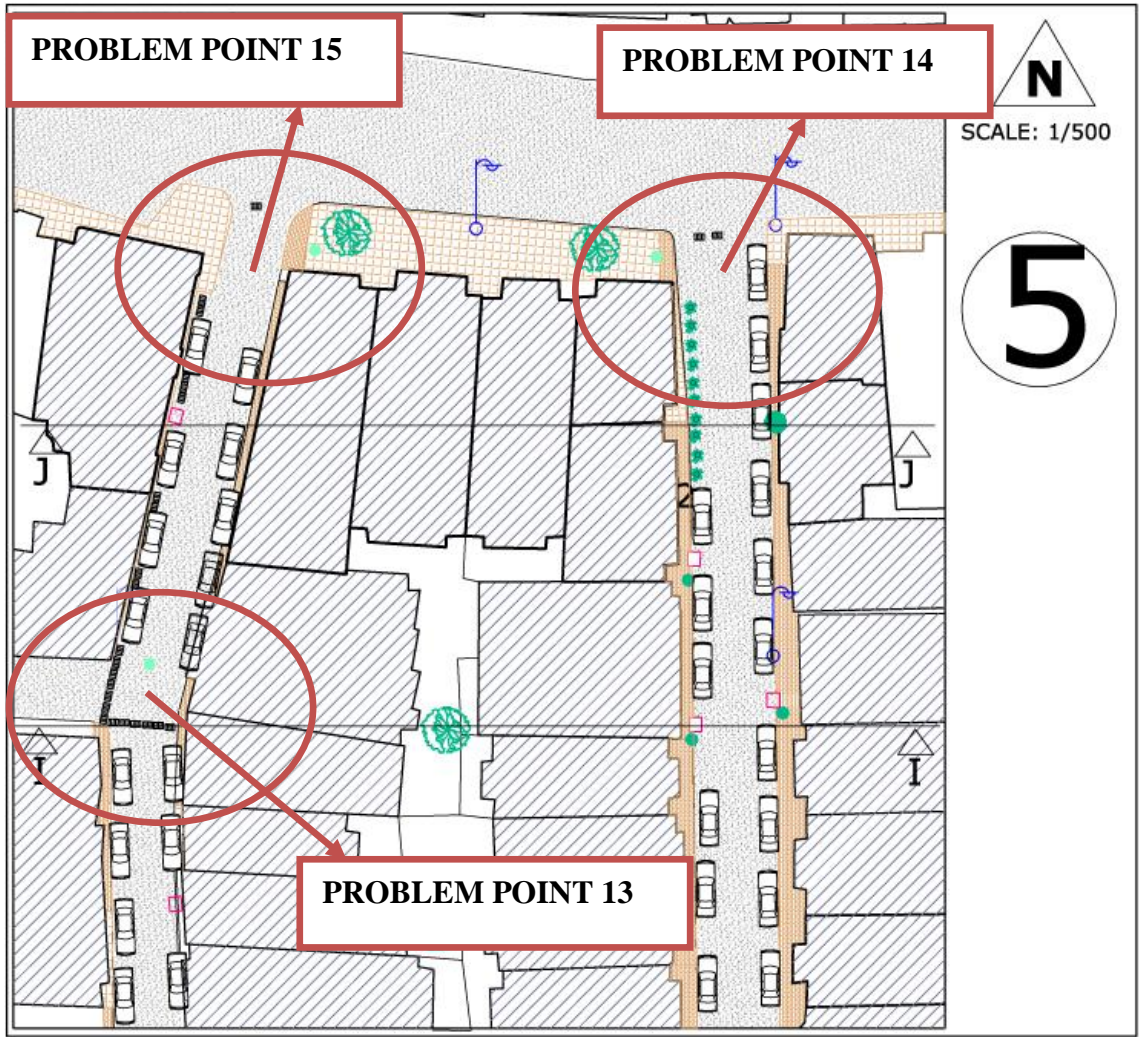 PROBLEM POINT 15
PROBLEM POINT 14
N
SCALE: 1/500
5
J
J
2
I
I
PROBLEM POINT 13